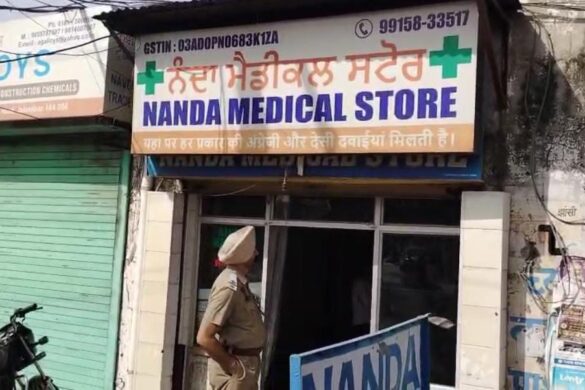 GSTIN : 03ADOPN0683K1ZA
99158-33517
ਨੰਦਾ ਮੈਡੀਕਲ ਸਟੋਰ
NANDA MEDICAL STORE
यहां पर हर प्रकार की अंग्रेजी और देसी दवाईयां मिलती है।
NANDA MEDICAL STORE
OYS
CONSTRUCTION CHEMICALS
झांसी
NANDA